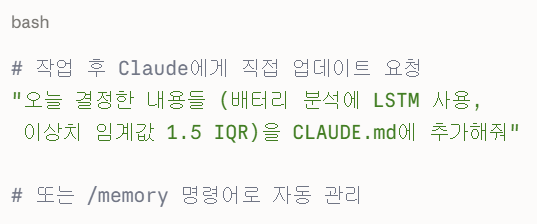 bash
# 작업 후 Claude에게 직접 업데이트 요청
"오늘 결정한 내용들 (배터리 분석에 LSTM 사용,
이상치 임계값 1.5 IQR)을 CLAUDE.md에 추가해줘"
# 또는 /memory 명령어로 자동 관리